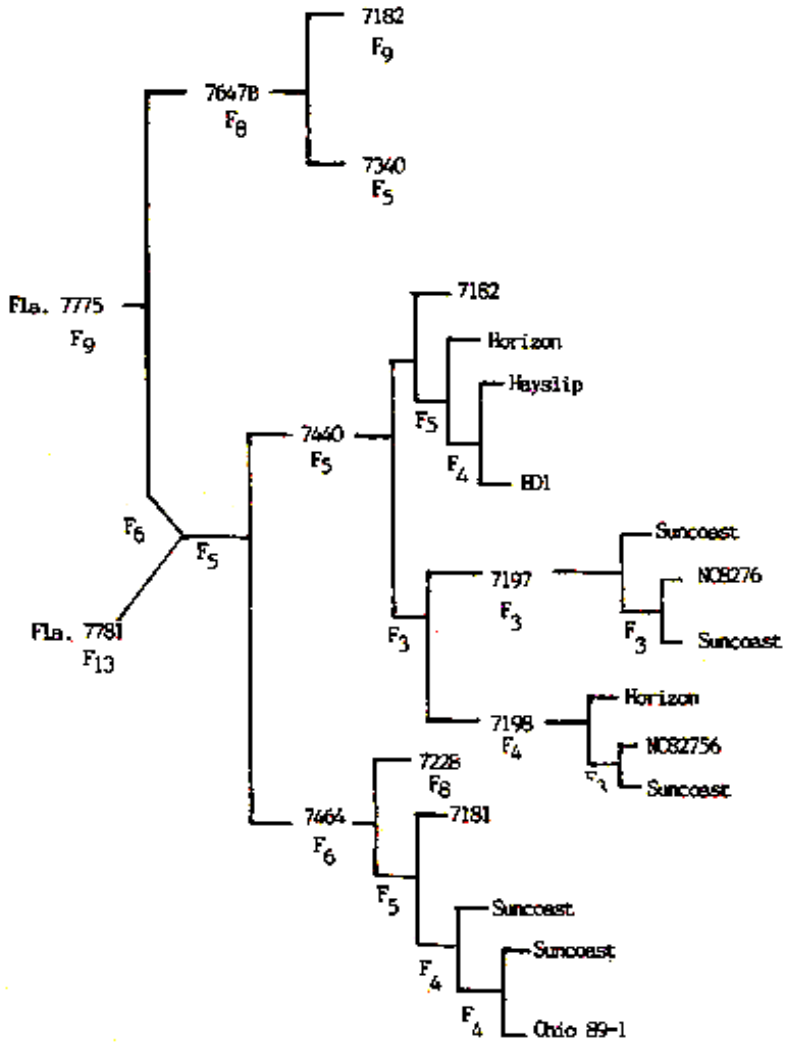 7182
F9
7647B
F8
7340
F5
Fla. 7775
F9
7182
Horizon
Hayslip
F5
7440
F5
F4
HD1
F6
F5
Suncoast
NC8276
7197
F3
F3
Suncoast
Fla. 7781
F13
F3
Horizon
7198
F4
NC82756
F3
Suncoast
7228
F8
7464
F6
7181
F5
Suncoast
Suncoast
F4
F4
Ohio 89-1